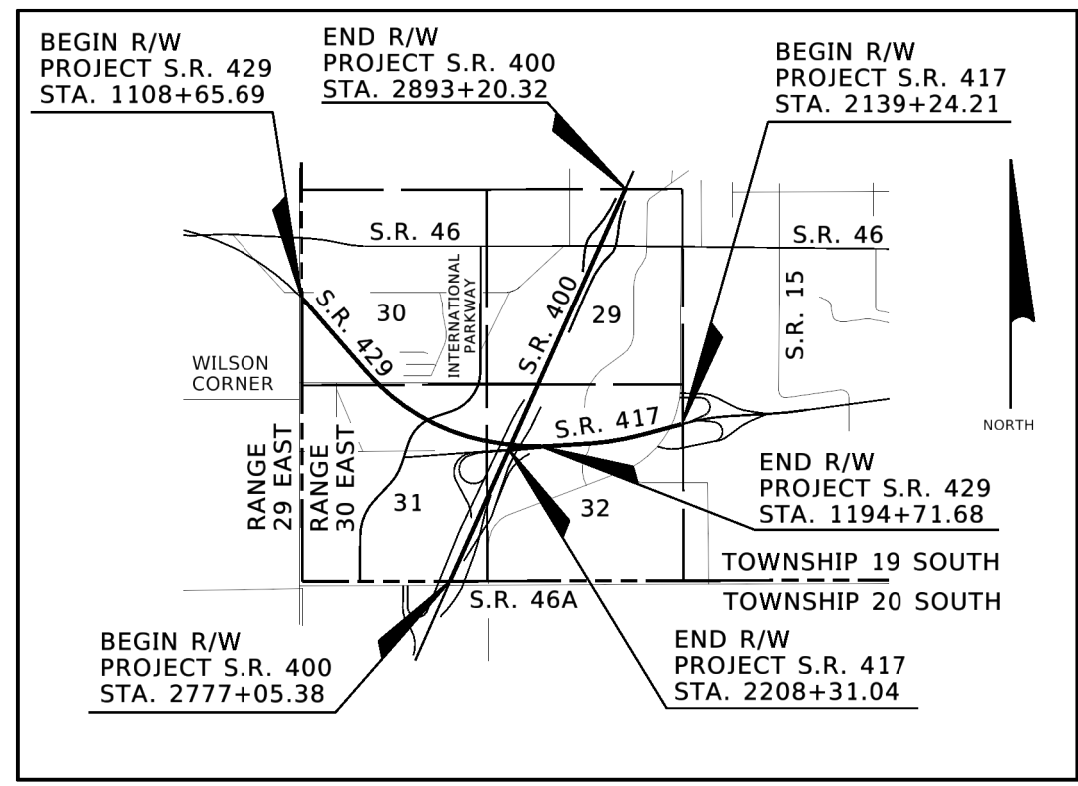 BEGIN R/W
PROJECT S.R. 429
STA. 1108+65.69
END R/W
PROJECT S.R. 400
STA. 2893+20.32
BEGIN R/W
PROJECT S.R. 417
STA. 2139+24.21
S.R. 46
S.R. 46
INTERNATIONAL
PARKWAY
S.R. 400
S.R. 15
30
29
S.R. 429
WILSON
CORNER
S.R. 417
NORTH
RANGE
29 EAST
RANGE
30 EAST
31
32
END R/W
PROJECT S.R. 429
STA. 1194+71.68
TOWNSHIP 19 SOUTH
TOWNSHIP 20 SOUTH
S.R. 46A
BEGIN R/W
PROJECT S.R. 400
STA. 2777+05.38
END R/W
PROJECT S.R. 417
STA. 2208+31.04